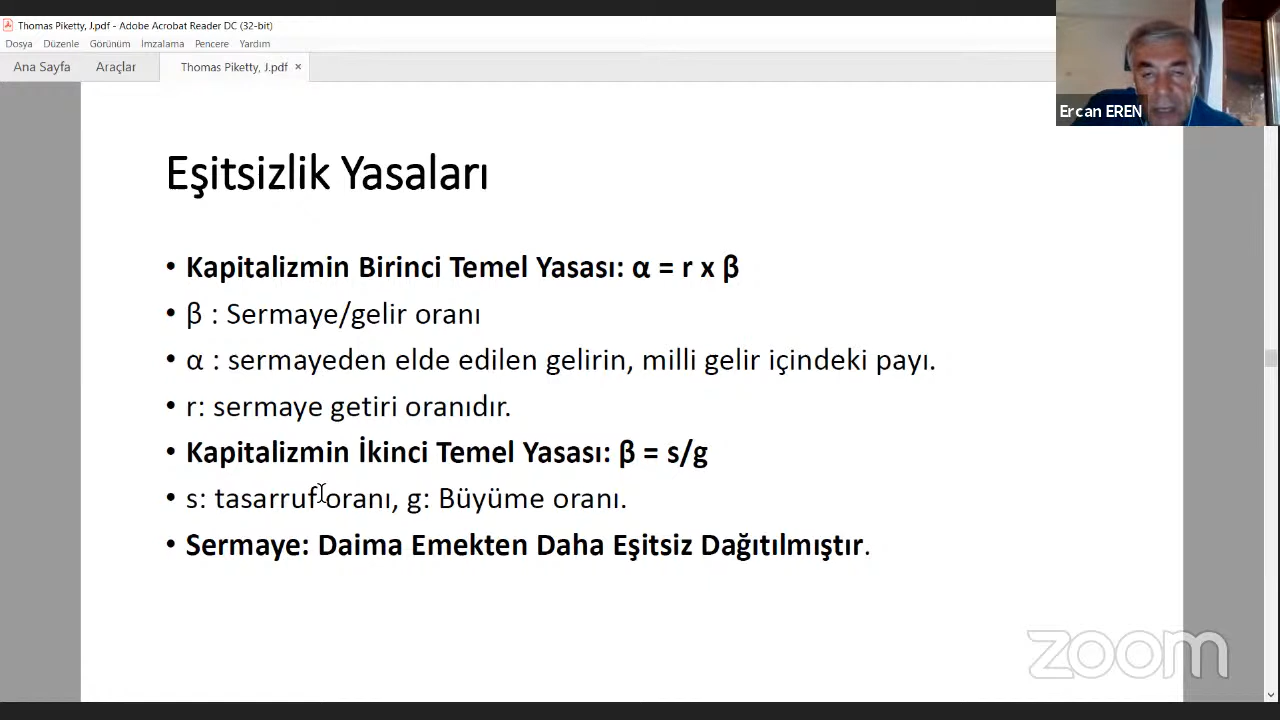 Thomas Piketty, J.pdf - Adobe Acrobat Reader DC (32-bit)
Dosya Düzenle Görünüm İmzalama Pencere Yardım
Ana Sayfa Araçlar Thomas Piketty, J.pdf ×
Ercan EREN
Eşitsizlik Yasaları
• Kapitalizmin Birinci Temel Yasası: α = r x β
• β : Sermaye/gelir oranı
• α : sermayeden elde edilen gelirin, milli gelir içindeki payı.
• r: sermaye getiri oranıdır.
• Kapitalizmin İkinci Temel Yasası: β = s/g
• s: tasarruf oranı, g: Büyüme oranı.
• Sermaye: Daima Emekten Daha Eşitsiz Dağıtılmıştır.
zoom